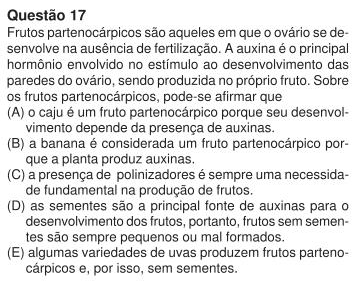 Questão 17
Frutos partenocárpicos são aqueles em que o ovário se de-
senvolve na ausência de fertilização. A auxina é o principal
hormônio envolvido no estímulo ao desenvolvimento das
paredes do ovário, sendo produzida no próprio fruto. Sobre
os frutos partenocárpicos, pode-se afirmar que
(A) o caju é um fruto partenocárpico porque seu desenvol-
vimento depende da presença de auxinas.
(B) a banana é considerada um fruto partenocárpico por-
que a planta produz auxinas.
(C) a presença de polinizadores é sempre uma necessida-
de fundamental na produção de frutos.
(D) as sementes são a principal fonte de auxinas para o
desenvolvimento dos frutos, portanto, frutos sem semen-
tes são sempre pequenos ou mal formados.
(E) algumas variedades de uvas produzem frutos parteno-
cárpicos e, por isso, sem sementes.